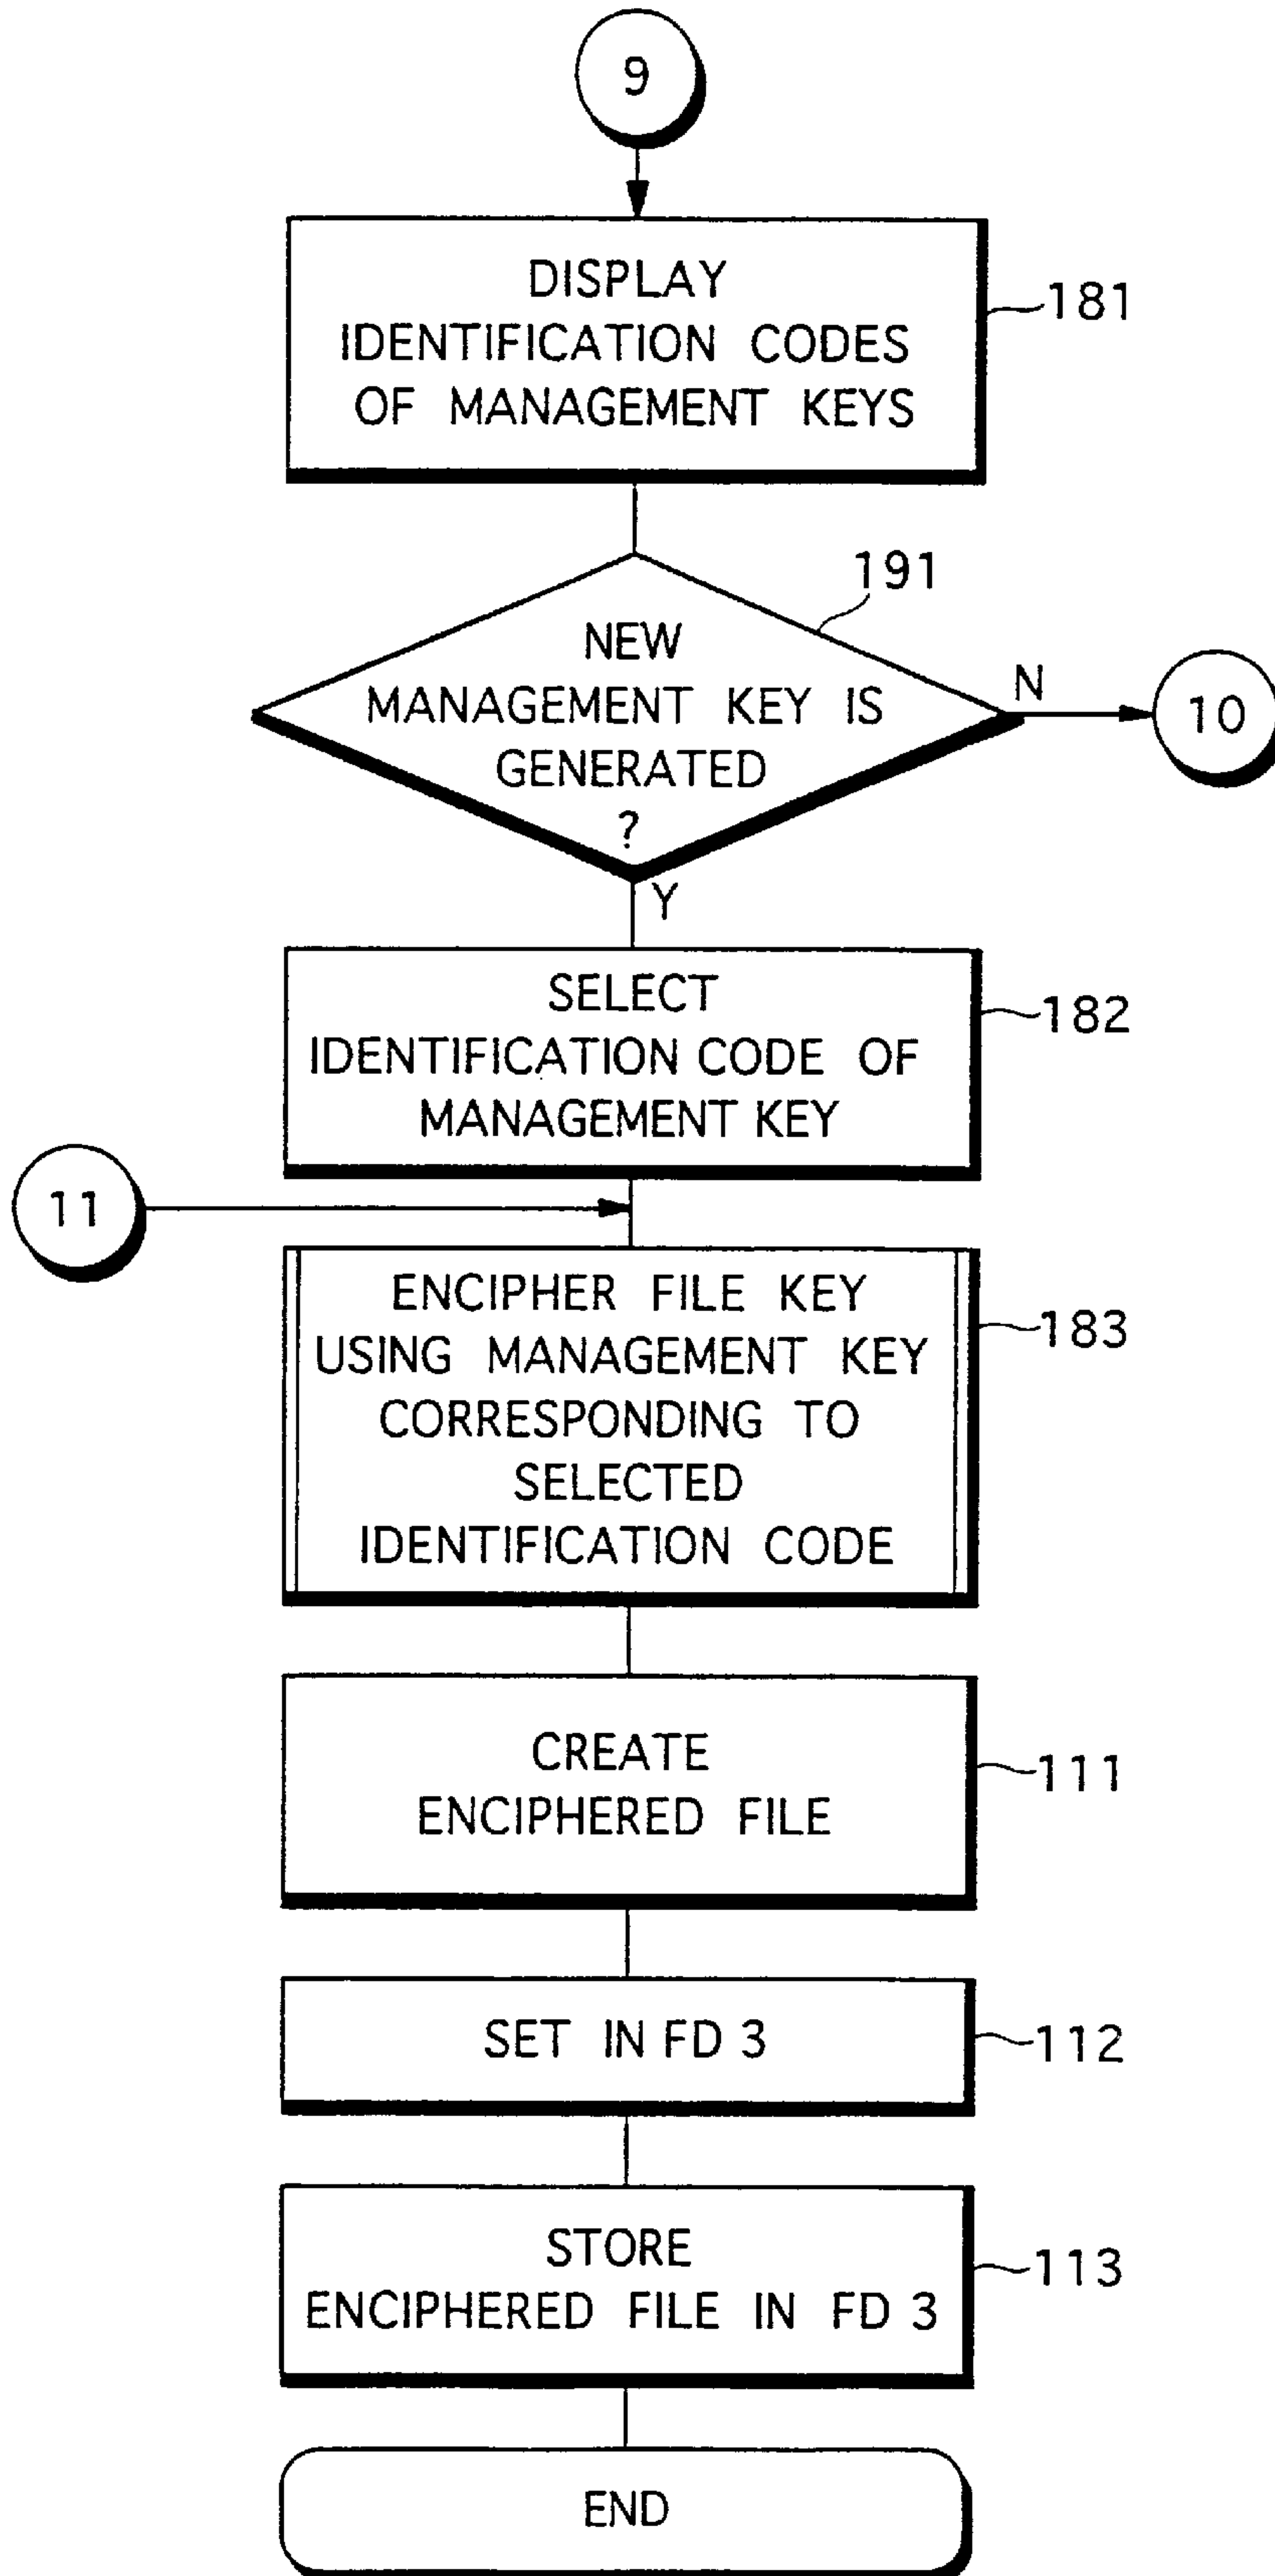 9
DISPLAY
IDENTIFICATION CODES
OF MANAGEMENT KEYS
181
191
NEW
MANAGEMENT KEY IS
GENERATED
?
N
10
Y
SELECT
IDENTIFICATION CODE OF
MANAGEMENT KEY
182
11
ENCIPHER FILE KEY
USING MANAGEMENT KEY
CORRESPONDING TO
SELECTED
IDENTIFICATION CODE
183
CREATE
ENCIPHERED FILE
111
SET IN FD 3
112
STORE
ENCIPHERED FILE IN FD 3
113
END